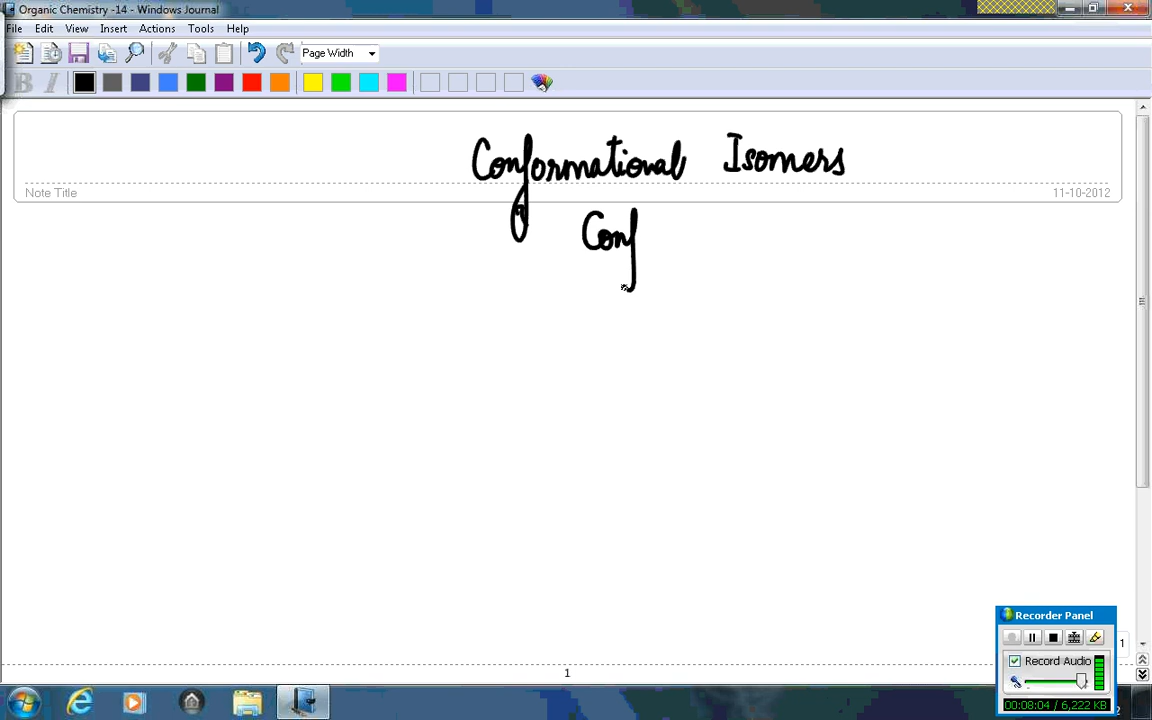 Organic Chemistry -14 - Windows Journal
File Edit View Insert Actions Tools Help
Page Width
B I
Conformational Isomers
Note Title
11-10-2012
Conf
Recorder Panel
Record Audio
00:08:04 / 6,222 KB
1
1